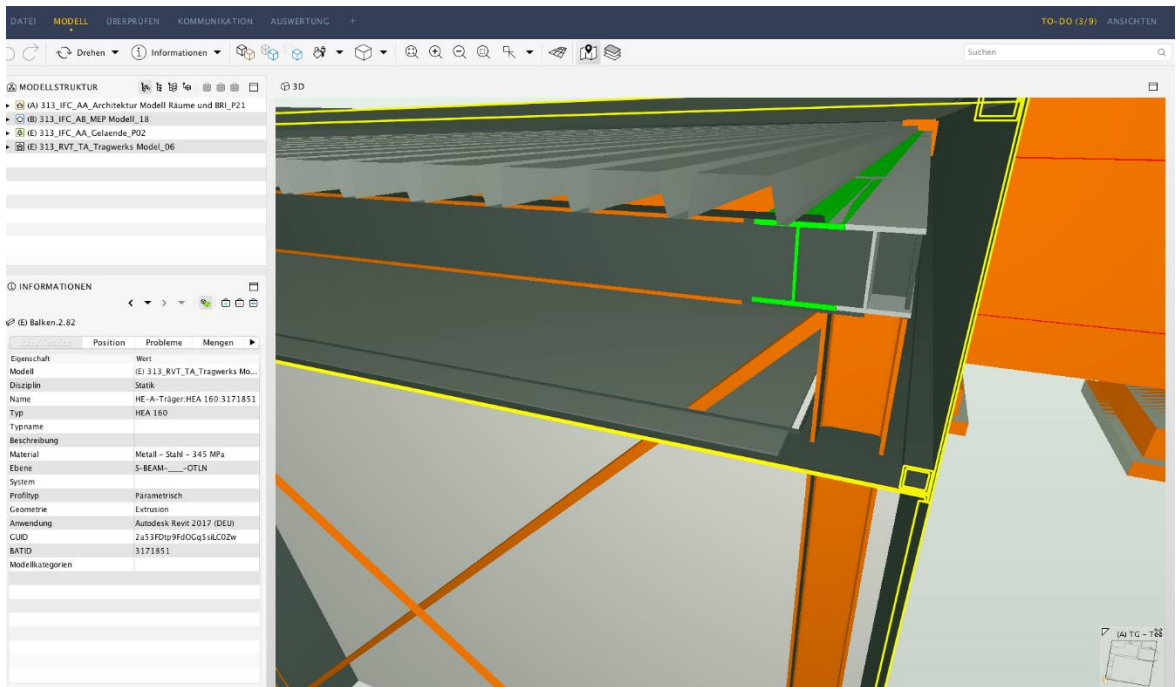 DATEI MODELL ÜBERPRÜFEN KOMMUNIKATION AUSWERTUNG + TO-DO (3/9) ANSICHTEN
Drehen Informationen Suchen
MODELLSTRUKTUR
3D
(A) 313_IFC_AA_Architektur Modell Räume und BRI_P21
(B) 313_IFC_AB_MEP Modell_18
(E) 313_IFC_AA_Gelaende_P02
(E) 313_RVT_TA_Tragwerks Model_06
INFORMATIONEN
(E) Balken.2.82
Position Probleme Mengen
Eigenschaft Wert
Modell (E) 313_RVT_TA_Tragwerks Mo...
Disziplin Statik
Name HE-A-Träger:HEA 160:3171851
Typ HEA 160
Typname
Beschreibung
Material Metall - Stahl - 345 MPa
Ebene S-BEAM-____-OTLN
System
Profiltyp Parametrisch
Geometrie Extrusion
Anwendung Autodesk Revit 2017 (DEU)
GUID
BATID 3171851
Modellkategorien
(A) TG -